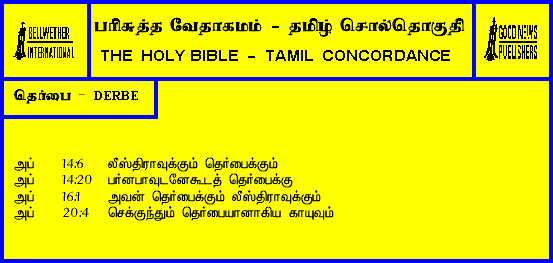 BELLWETHER
INTERNATIONAL
பரிசுத்த வேதாகமம் - தமிழ் சொல்தொகுதி
THE HOLY BIBLE - TAMIL CONCORDANCE
GOOD NEWS
PUBLISHERS
தெர்பை - DERBE
அப் 14:6 லீஸ்திராவுக்கும் தெர்பைக்கும்
அப் 14:20 பர்னபாவுடனேகூடத் தெர்பைக்கு
அப் 16:1 அவன் தெர்பைக்கும் லீஸ்திராவுக்கும்
அப் 20:4 செக்குந்தும் தெர்பையானாகிய காயுவும்